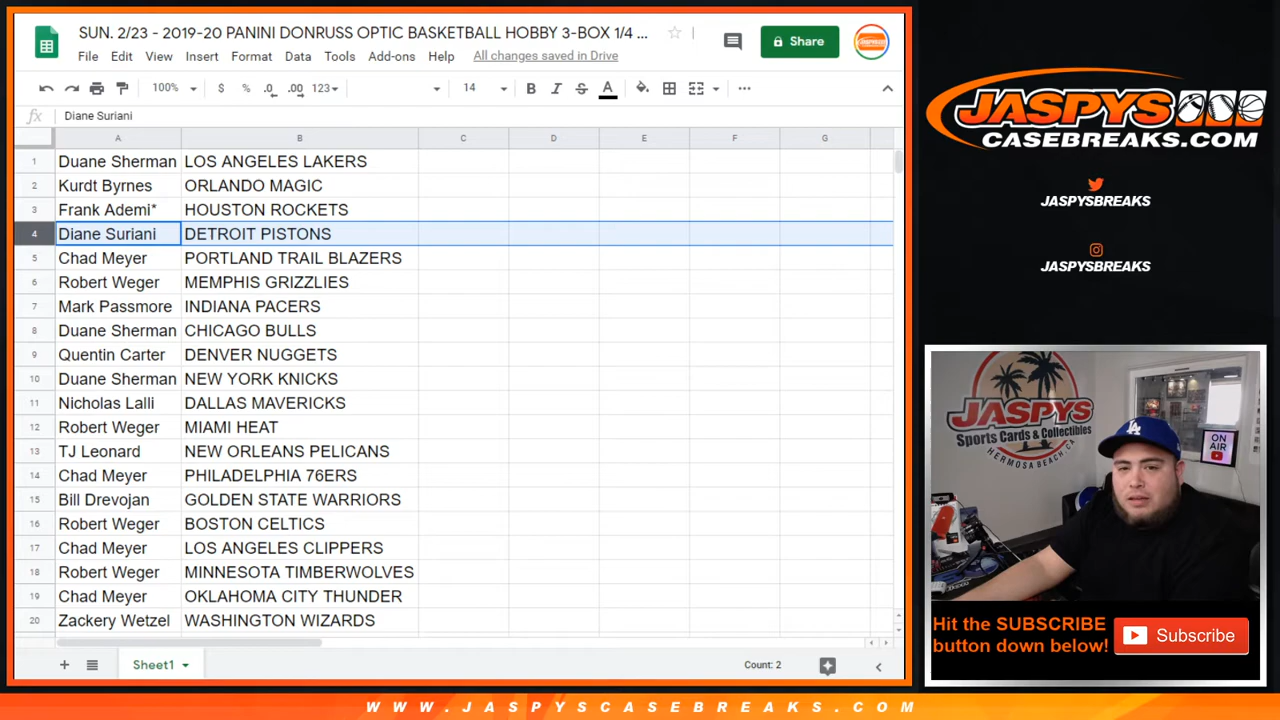 SUN. 2/23 - 2019-20 PANINI DONRUSS OPTIC BASKETBALL HOBBY 3-BOX 1/4 ...
File Edit View Insert Format Data Tools Add-ons Help All changes saved in Drive
Share
100% $ % .0 .00 123 14 B I S A
fx Diane Suriani
A B C D E F G
1 Duane Sherman LOS ANGELES LAKERS
2 Kurdt Byrnes ORLANDO MAGIC
3 Frank Ademi* HOUSTON ROCKETS
4 Diane Suriani DETROIT PISTONS
5 Chad Meyer PORTLAND TRAIL BLAZERS
6 Robert Weger MEMPHIS GRIZZLIES
7 Mark Passmore INDIANA PACERS
8 Duane Sherman CHICAGO BULLS
9 Quentin Carter DENVER NUGGETS
10 Duane Sherman NEW YORK KNICKS
11 Nicholas Lalli DALLAS MAVERICKS
12 Robert Weger MIAMI HEAT
13 TJ Leonard NEW ORLEANS PELICANS
14 Chad Meyer PHILADELPHIA 76ERS
15 Bill Drevojan GOLDEN STATE WARRIORS
16 Robert Weger BOSTON CELTICS
17 Chad Meyer LOS ANGELES CLIPPERS
18 Robert Weger MINNESOTA TIMBERWOLVES
19 Chad Meyer OKLAHOMA CITY THUNDER
20 Zackery Wetzel WASHINGTON WIZARDS
Sheet1
Count: 2
JASPYS
CASEBREAKS.COM
JASPYSBREAKS
JASPYSBREAKS
JASPYS
Sports Cards & Collectibles
HERMOSA BEACH CA
ON
AIR
LA
Hit the SUBSCRIBE
button down below!
Subscribe
WWW.JASPYSCASEBREAKS.COM